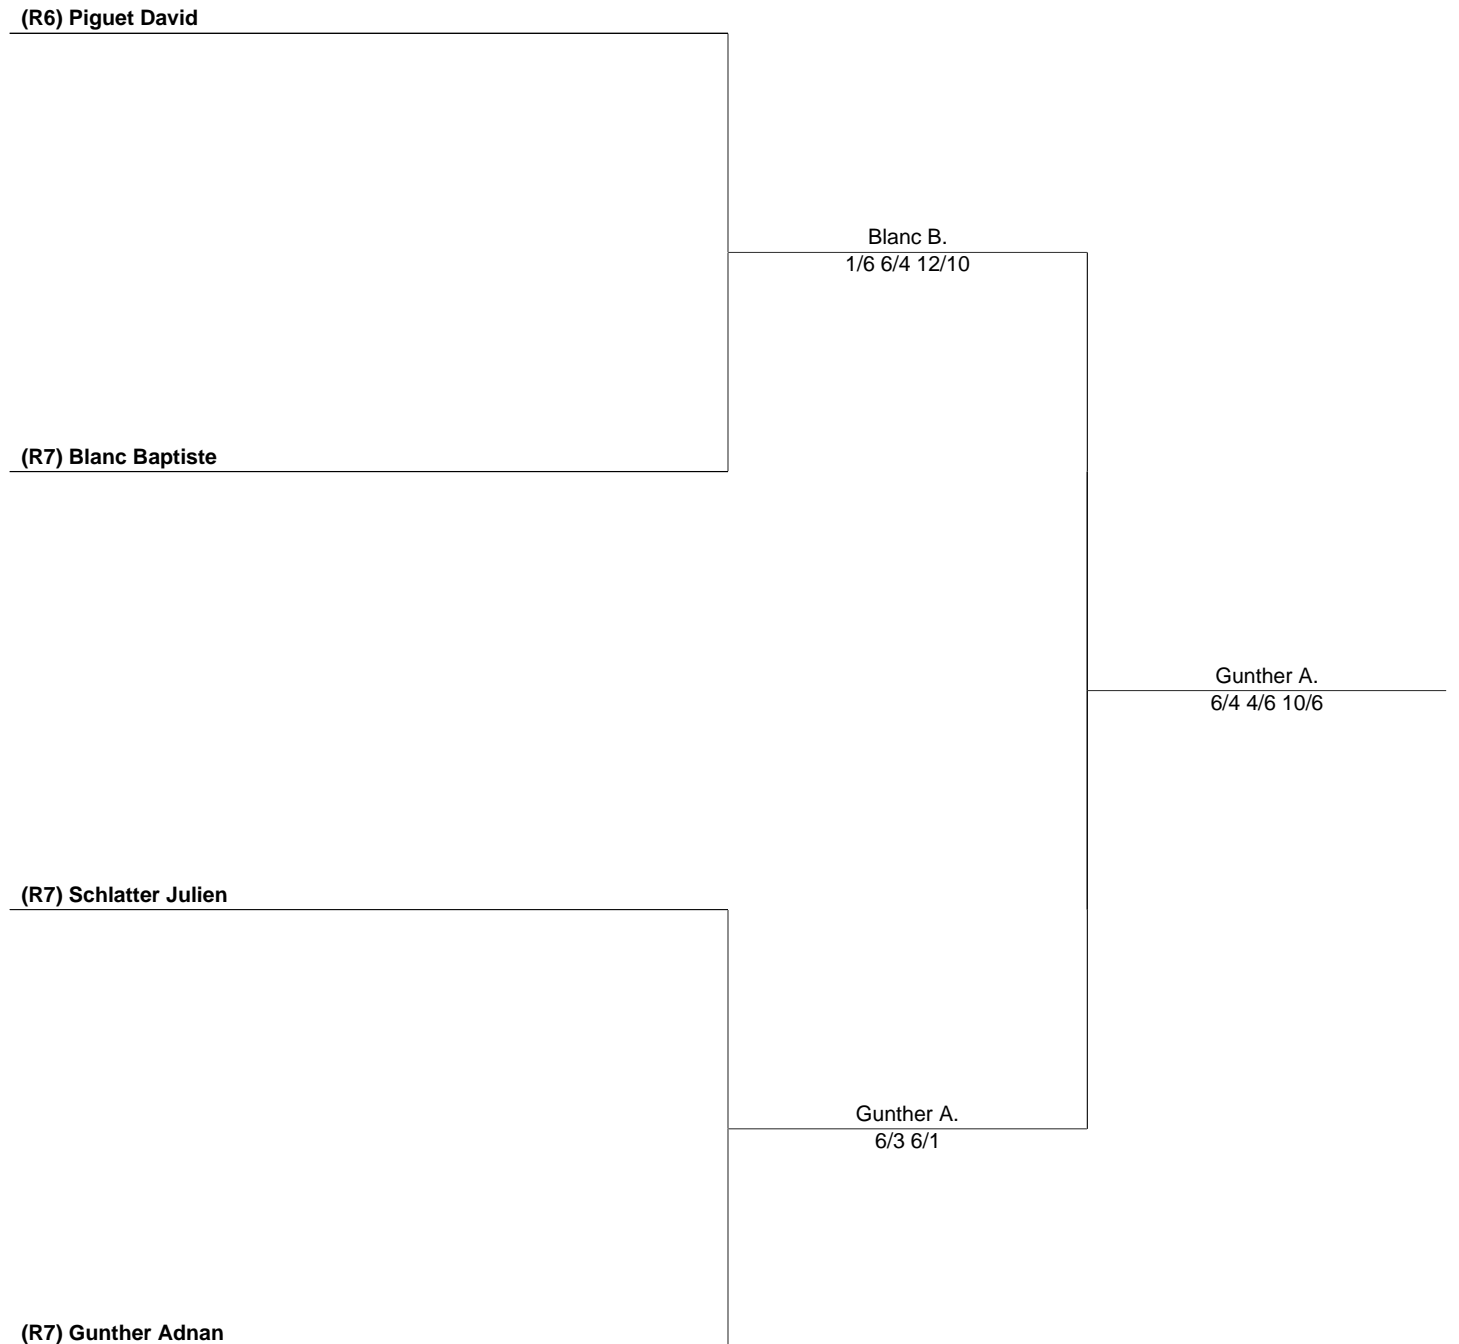 (R6) Piguet David
Blanc B.
1/6 6/4 12/10
(R7) Blanc Baptiste
Gunther A.
6/4 4/6 10/6
(R7) Schlatter Julien
Gunther A.
6/3 6/1
(R7) Gunther Adnan